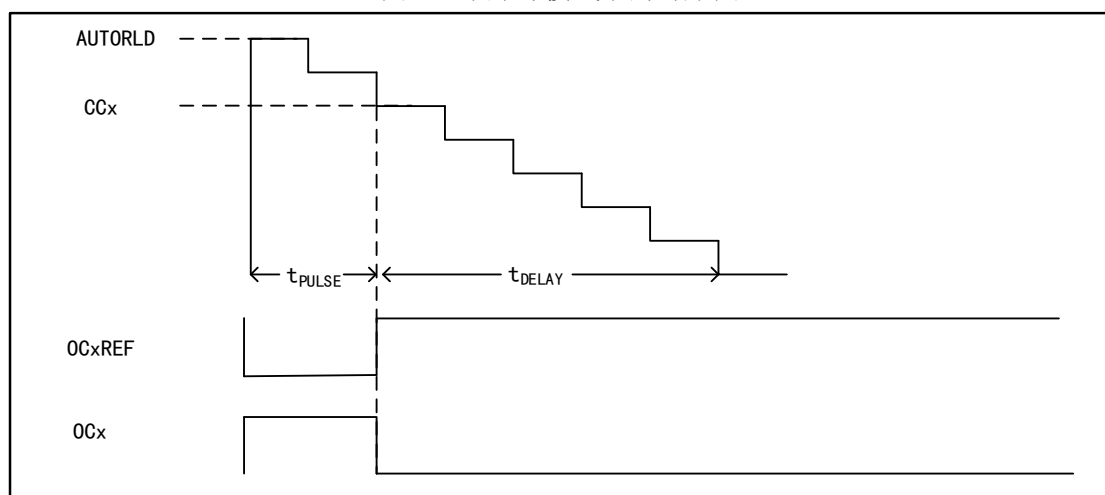 AUTORLD
CCx
tPULSE
tDELAY
OCxREF
OCx